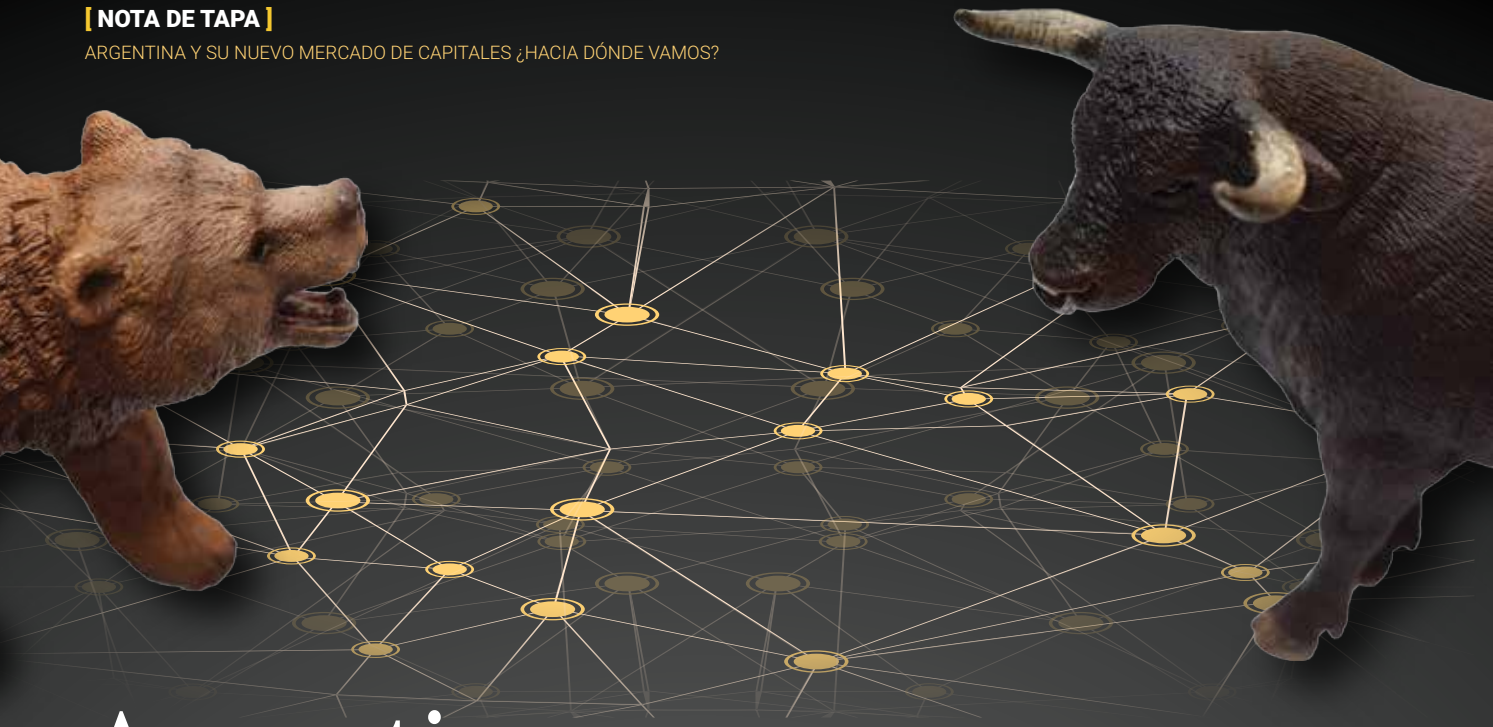 [ NOTA DE TAPA ]
ARGENTINA Y SU NUEVO MERCADO DE CAPITALES ¿HACIA DÓNDE VAMOS?